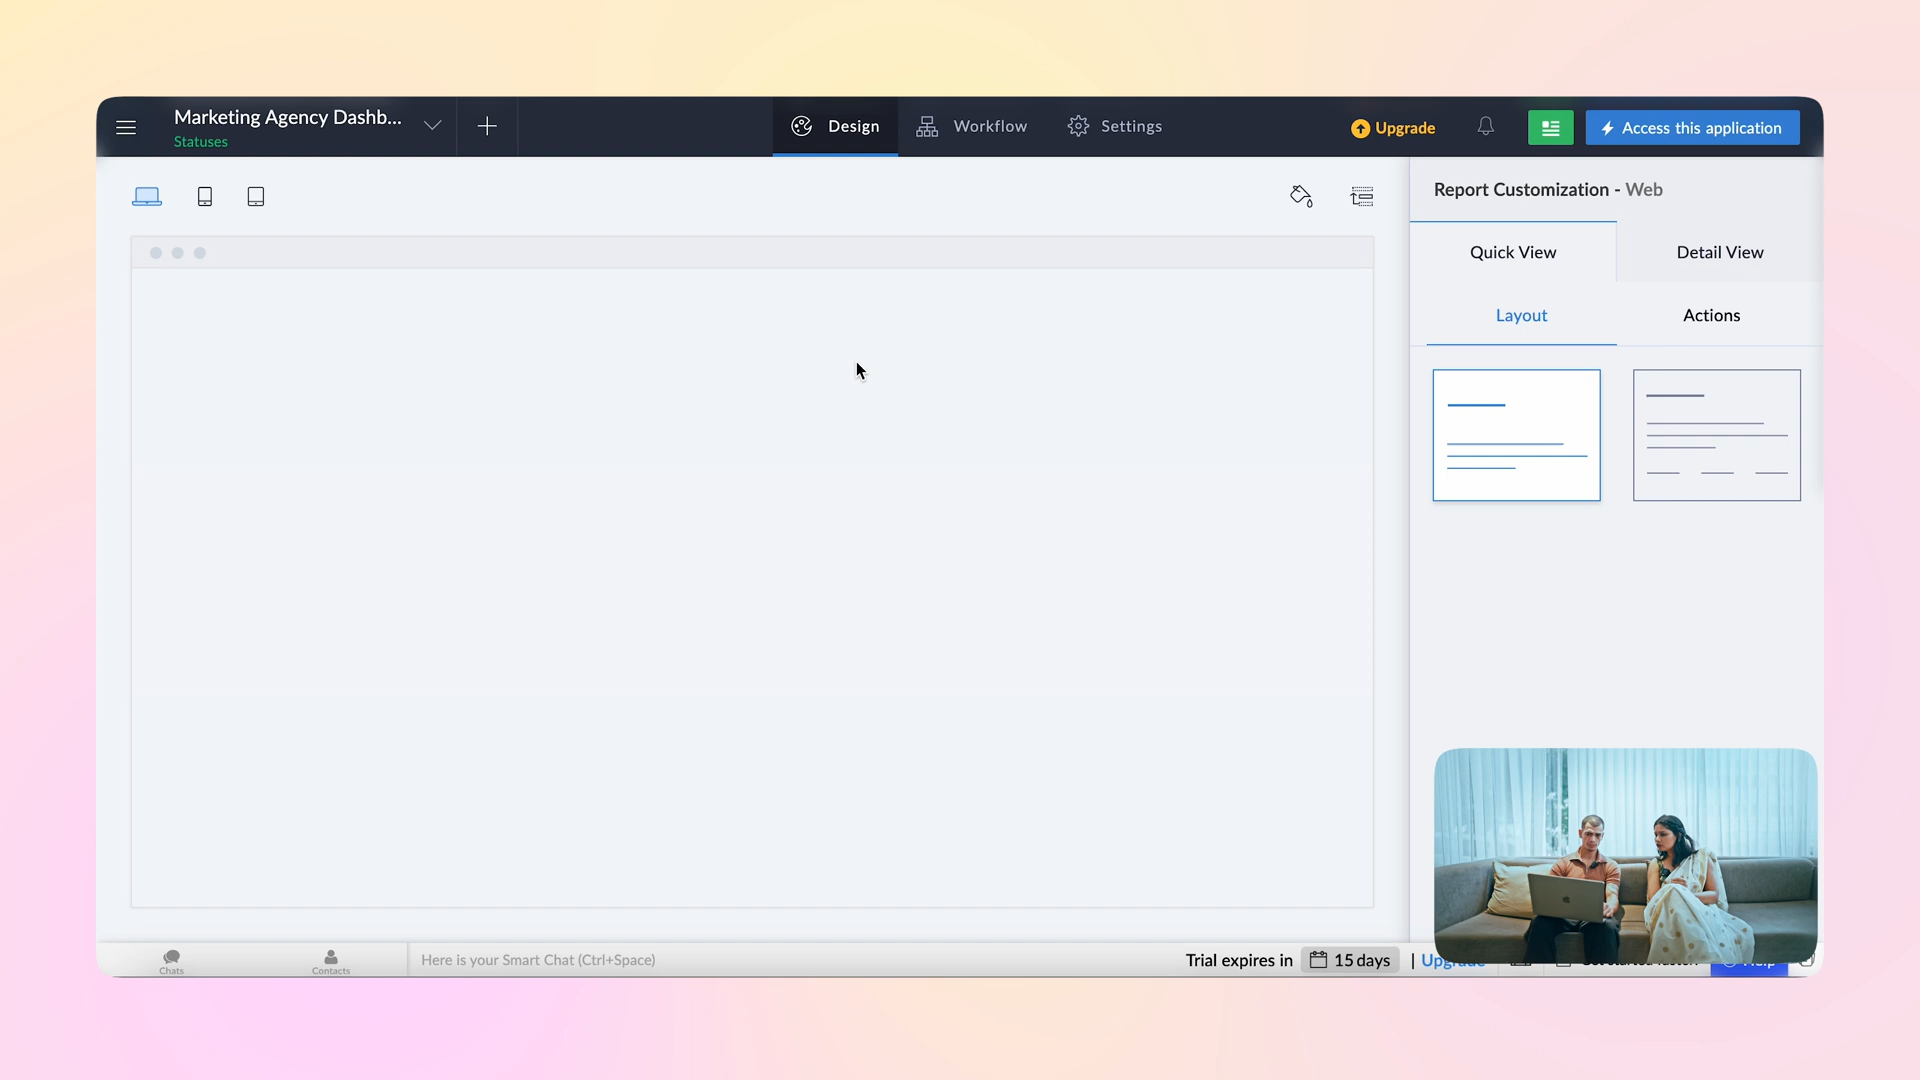 Marketing Agency Dashb...
Statuses
Design
Workflow
Settings
Upgrade
Access this application
Report Customization - Web
Quick View
Detail View
Layout
Actions
Chats
Contacts
Here is your Smart Chat (Ctrl+Space)
Trial expires in
15 days
| Upgrade